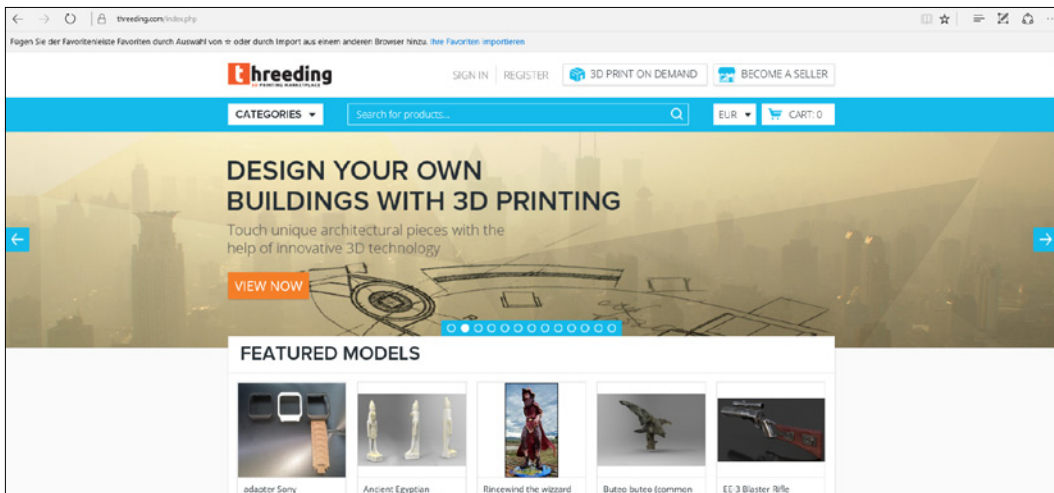 threeding.com/index.php
Fügen Sie der Favoritenleiste Favoriten durch Auswahl von ☆ oder durch Import aus einem anderen Browser hinzu. Ihre Favoriten importieren
threeding
3D PRINTING MARKETPLACE
SIGN IN REGISTER 3D PRINT ON DEMAND BECOME A SELLER
CATEGORIES Search for products... EUR CART: 0
DESIGN YOUR OWN
BUILDINGS WITH 3D PRINTING
Touch unique architectural pieces with the
help of innovative 3D technology
VIEW NOW
FEATURED MODELS
adapter Sony Ancient Egyptian Rincewind the wizzard Buteo buteo (common EE-3 Blaster Rifle